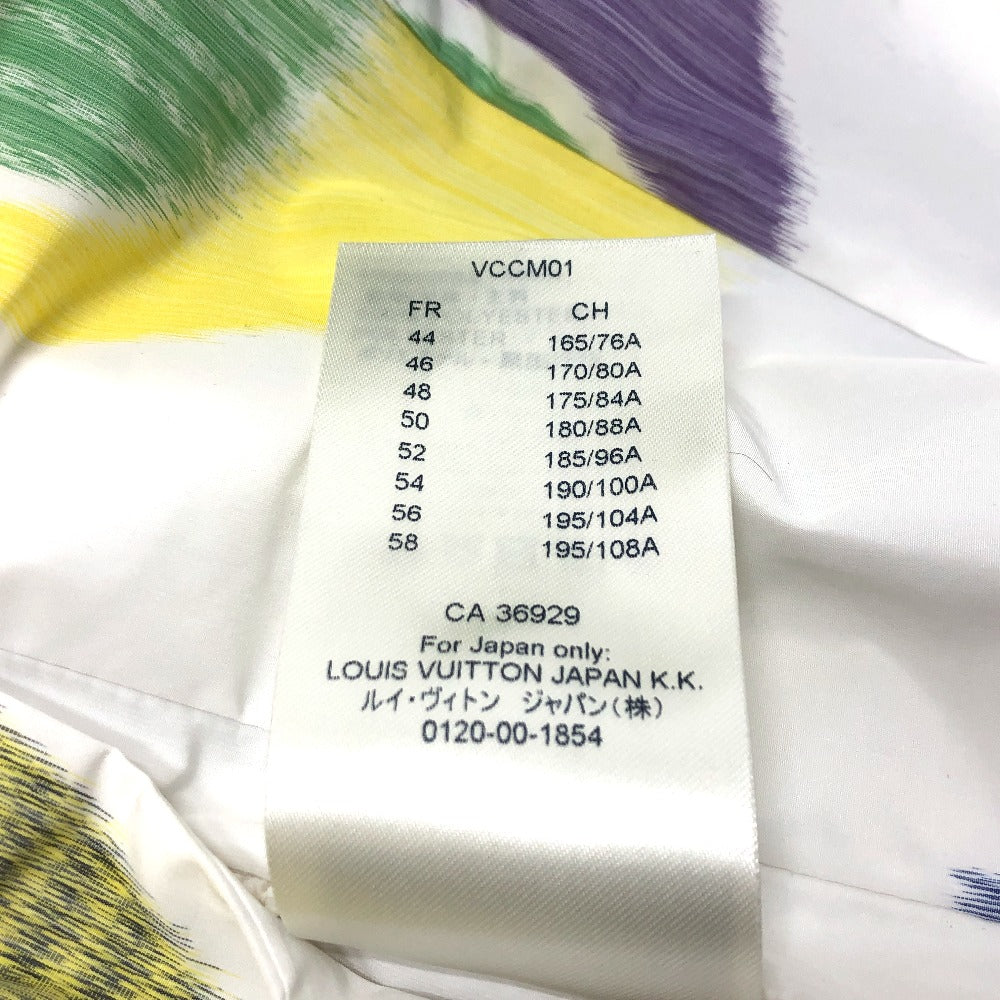 VCCM01
FR CH
44 165/76A
46 170/80A
48 175/84A
50 180/88A
52 185/96A
54 190/100A
56 195/104A
58 195/108A
CA 36929
For Japan only:
LOUIS VUITTON JAPAN K.K.
ルイ・ヴィトン ジャパン(株)
0120-00-1854